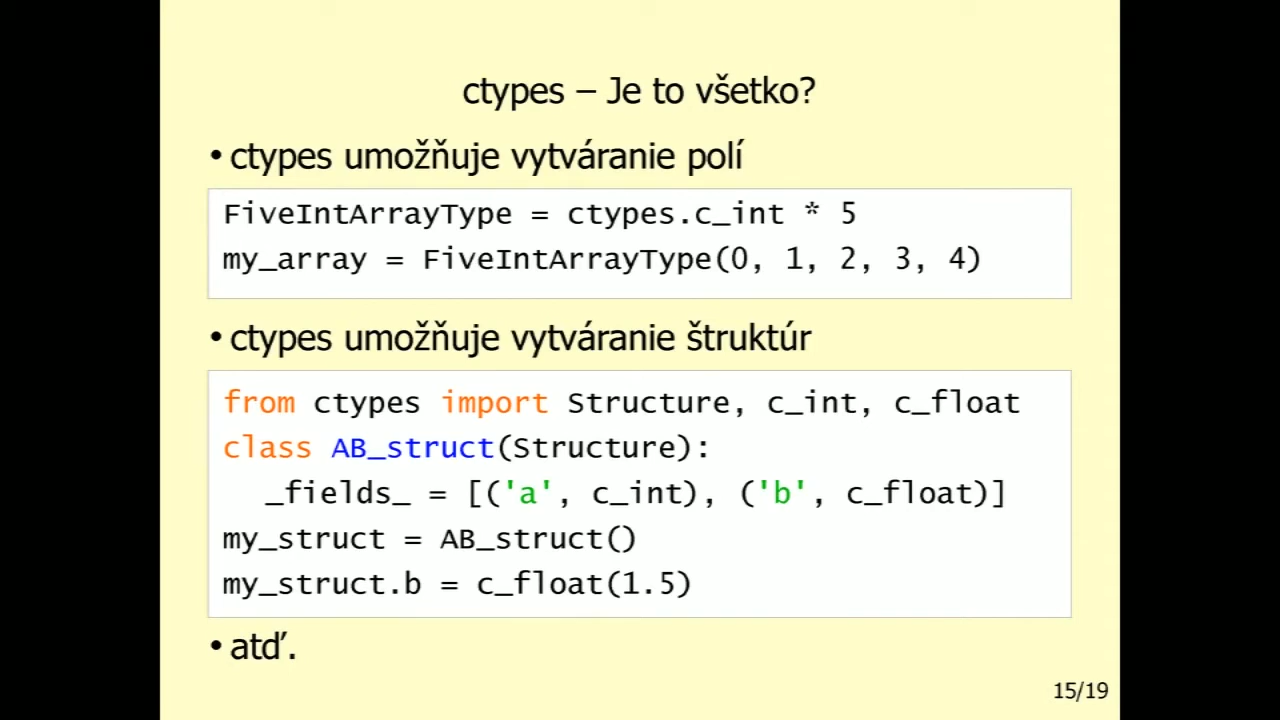 ctypes – Je to všetko?
• ctypes umožňuje vytváranie polí
FiveIntArrayType = ctypes.c_int * 5
my_array = FiveIntArrayType(0, 1, 2, 3, 4)
• ctypes umožňuje vytváranie štruktúr
from ctypes import Structure, c_int, c_float
class AB_struct(Structure):
_fields_ = [('a', c_int), ('b', c_float)]
my_struct = AB_struct()
my_struct.b = c_float(1.5)
• atď.
15/19